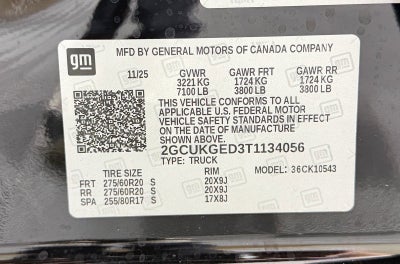 gm
MFD BY GENERAL MOTORS OF CANADA COMPANY
11/25 GVWR GAWR FRT GAWR RR
3221 KG 1724 KG 1724 KG
7100 LB 3800 LB 3800 LB
THIS VEHICLE CONFORMS TO ALL
APPLICABLE U.S. FEDERAL MOTOR
VEHICLE SAFETY STANDARDS IN EFFECT
ON THE DATE OF MANUFACTURE
SHOWN ABOVE.
2GCUKGED3T1134056
TYPE: TRUCK MODEL: 36CK10543
TIRE SIZE RIM
FRT 275/60R20 S 20X9J
RR 275/60R20 S 20X9J
SPA 255/80R17 S 17X8J